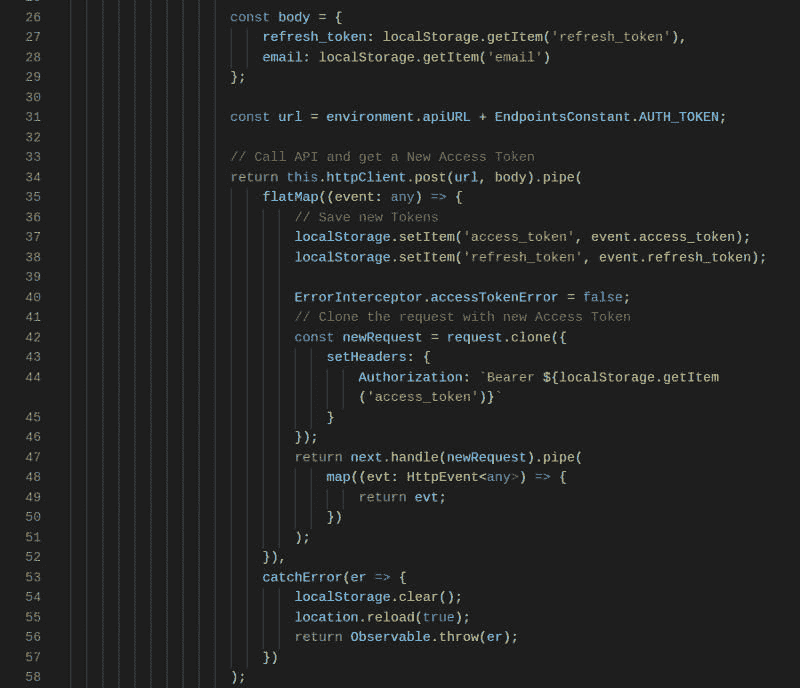 26 const body = {
27 refresh_token: localStorage.getItem('refresh_token'),
28 email: localStorage.getItem('email')
29 };
30
31 const url = environment.apiURL + EndpointsConstant.AUTH_TOKEN;
32
33 // Call API and get a New Access Token
34 return this.httpClient.post(url, body).pipe(
35 flatMap((event: any) => {
36 // Save new Tokens
37 localStorage.setItem('access_token', event.access_token);
38 localStorage.setItem('refresh_token', event.refresh_token);
39
40 ErrorInterceptor.accessTokenError = false;
41 // Clone the request with new Access Token
42 const newRequest = request.clone({
43 setHeaders: {
44 Authorization: `Bearer ${localStorage.getItem
('access_token')}`
45 }
46 });
47 return next.handle(newRequest).pipe(
48 map((evt: HttpEvent<any>) => {
49 return evt;
50 })
51 );
52 }),
53 catchError(er => {
54 localStorage.clear();
55 location.reload(true);
56 return Observable.throw(er);
57 })
58 );